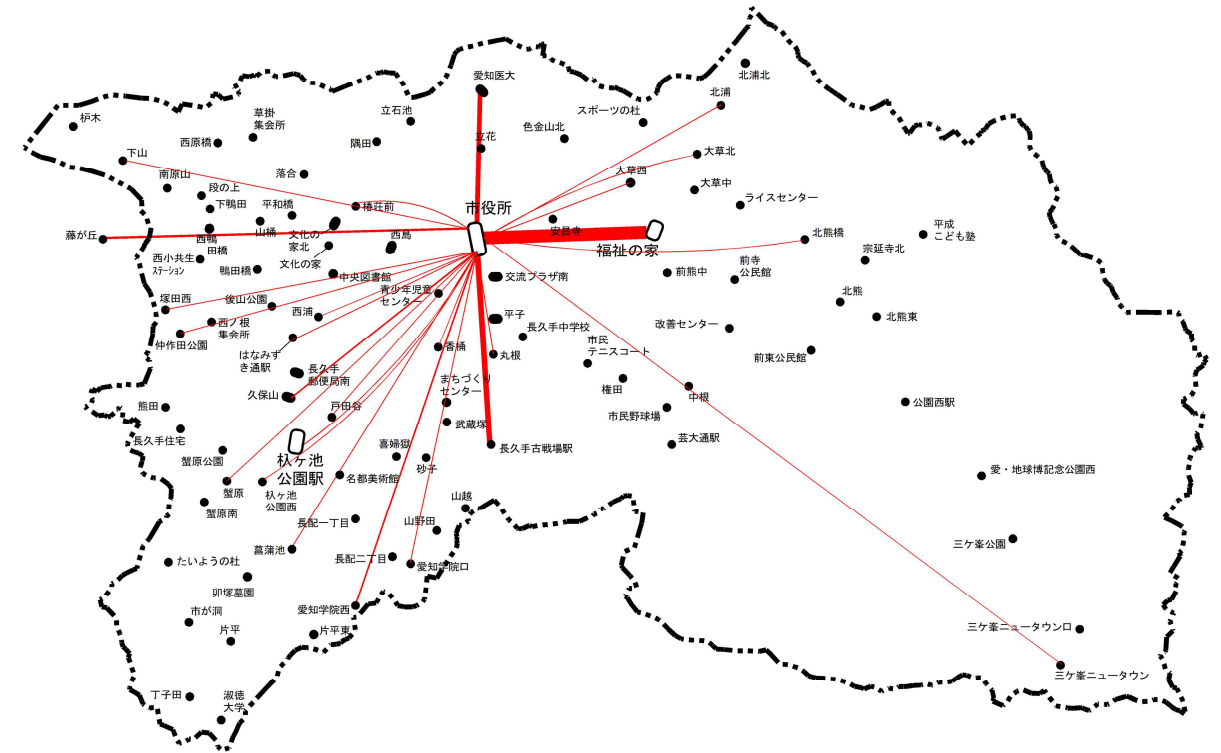 北浦北
愛知医大
北浦
枦木
草掛
集会所
立石池
スポーツの杜
色金山北
立花
西原橋
隅田
下山
大草北
南原山
落合
大草西
大草中
段の上
下鴨田
平和橋
椿荘前
市役所
ライスセンター
藤が丘
西鴨
田橋
山桶
文化の
家北
西島
安昌寺
福祉の家
北熊橋
平成
こども塾
西小共生
ステーション
鴨田橋
文化の家
中央図書館
交流プラザ南
前熊中
前寺
公民館
宗延寺北
青少年児童
センター
塚田西
後山公園
西浦
北熊
平子
北熊東
西ノ根
集会所
仲作田公園
長久手中学校
改善センター
はなみず
き通駅
香桶
丸根
市民
テニスコート
前東公民館
長久手
郵便局南
まちづくり
センター
久保山
権田
中根
熊田
戸田谷
市民野球場
公園西駅
武蔵塚
長久手住宅
喜婦嶽
長久手古戦場駅
芸大通駅
蟹原公園
杁ヶ池
公園駅
砂子
愛・地球博記念公園西
名都美術館
蟹原
杁ヶ池
公園西
山越
蟹原南
長配一丁目
山野田
三ケ峯公園
菖蒲池
長配二丁目
たいようの杜
愛知学院口
卯塚墓園
市が洞
愛知学院西
片平
片平東
三ケ峯ニュータウン口
三ケ峯ニュータウン
丁子田
淑徳
大学